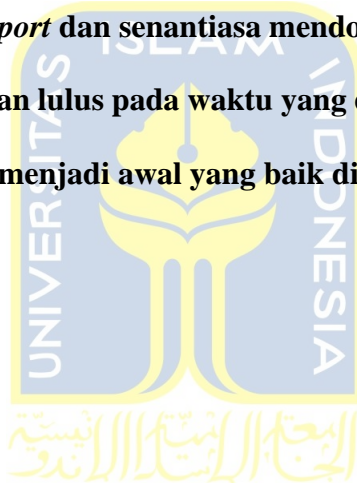 port dan senantiasa mendo
ISLAM
an lulus pada waktu yang
menjadi awal yang baik di
UNIVERSITAS
INDONESIA